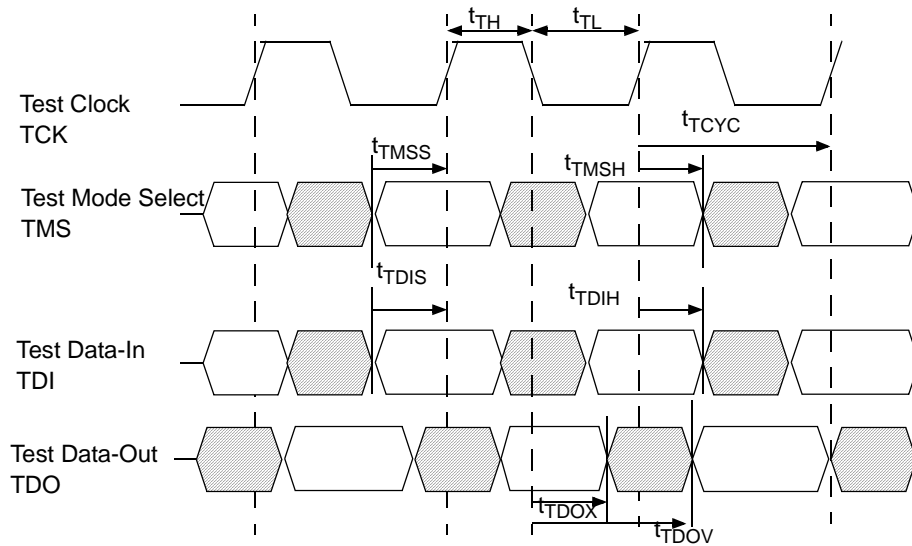 tTH
tTL
Test Clock
TCK
tTCYC
tTMSS
tTMSH
Test Mode Select
TMS
tTDIS
tTDIH
Test Data-In
TDI
Test Data-Out
TDO
tTDOX
tTDOV